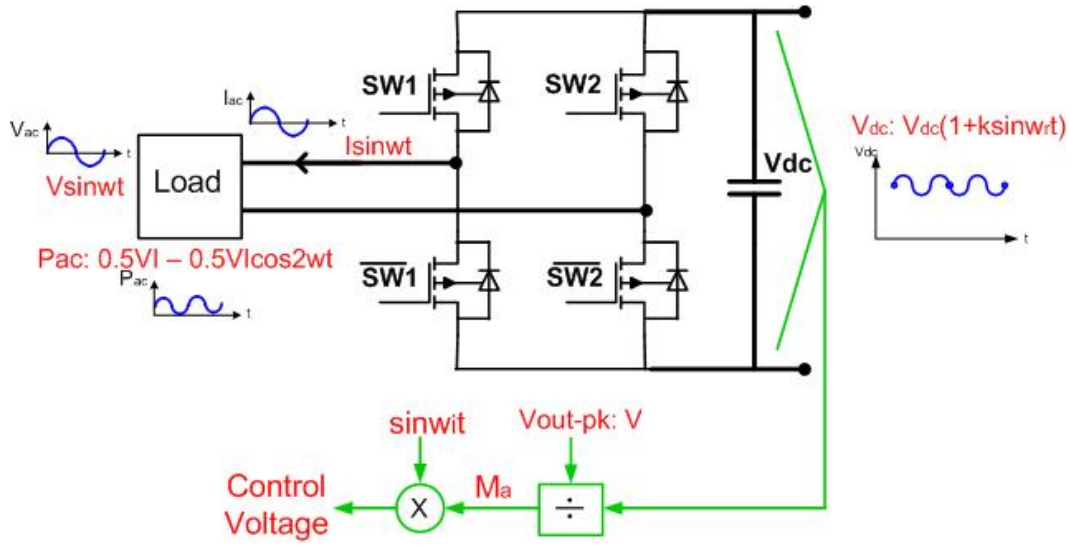 SW1
SW2
Iac
t
Vac
t
Isinwt
Vsinwt
Load
Vdc
Vdc: Vdc(1+ksinwrt)
Vdc
t
Pac: 0.5VI – 0.5VIcos2wt
Pac
t
SW1
SW2
sinwit
Vout-pk: V
Control
Voltage
X
Ma
÷